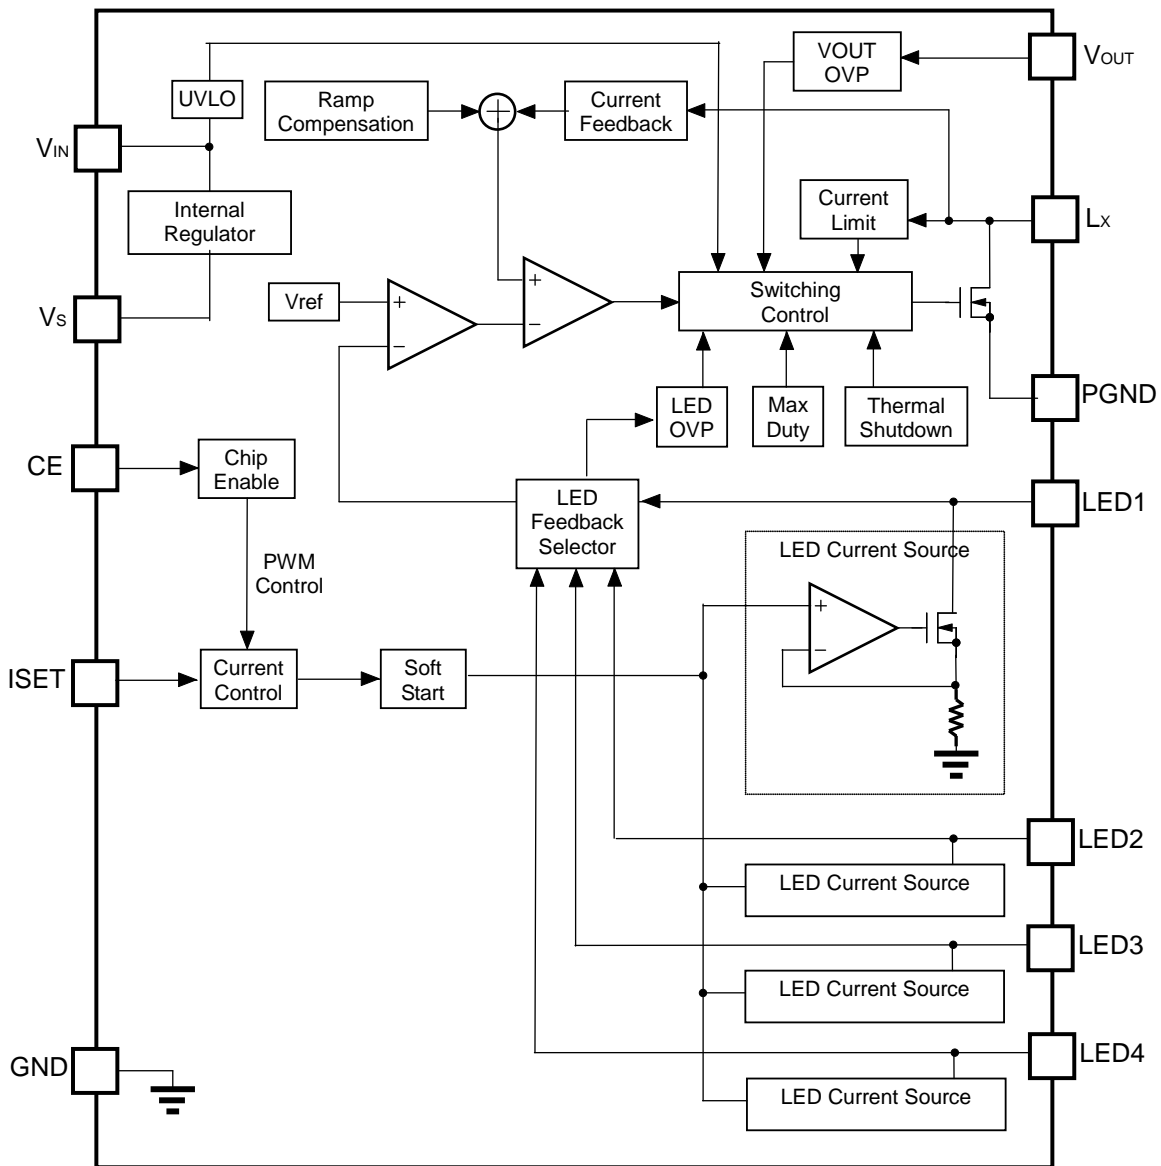 VOUT
OVP
VOUT
UVLO
Ramp
Compensation
+
Current
Feedback
VIN
Internal
Regulator
Current
Limit
LX
VS
Vref
+
−
+
−
Switching
Control
PGND
LED
OVP
Max
Duty
Thermal
Shutdown
CE
Chip
Enable
LED
Feedback
Selector
LED1
PWM
Control
LED Current Source
+
−
ISET
Current
Control
Soft
Start
LED2
LED Current Source
LED3
LED Current Source
LED4
LED Current Source
GND